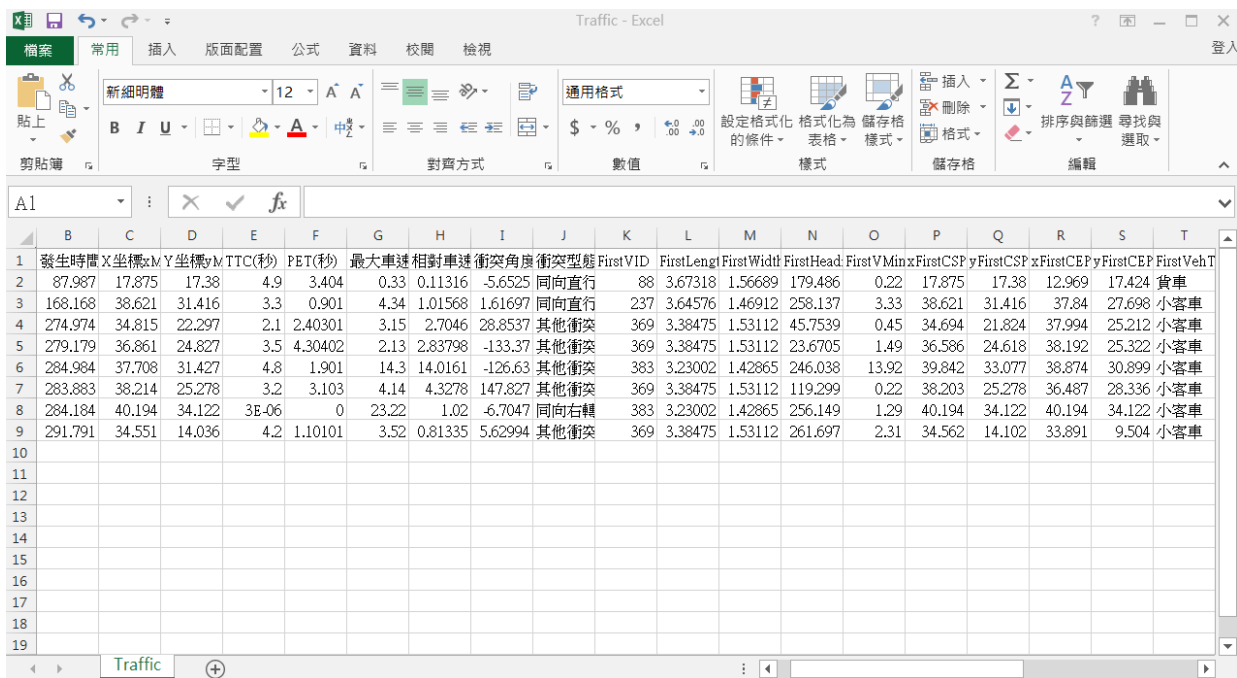 Traffic - Excel
檔案 常用 插入 版面配置 公式 資料 校閱 檢視 登入
貼上 新細明體 12 通用格式 設定格式化的條件 格式化為表格 儲存格樣式 插入 刪除 格式 排序與篩選 尋找與選取
剪貼簿 字型 對齊方式 數值 樣式 儲存格 編輯
A1 fx
B C D E F G H I J K L M N O P Q R S T
1 發生時間 X坐標xM Y坐標yM TTC(秒) PET(秒) 最大車速 相對車速 衝突角度 衝突型態 FirstVID FirstLengt FirstWidth FirstHead FirstVMin xFirstCSP yFirstCSP xFirstCEP yFirstCEP FirstVehT
2 87.987 17.875 17.38 4.9 3.404 0.33 0.11316 -5.6525 同向直行 88 3.67318 1.56689 179.486 0.22 17.875 17.38 12.969 17.424 貨車
3 168.168 38.621 31.416 3.3 0.901 4.34 1.01568 1.61697 同向直行 237 3.64576 1.46912 258.137 3.33 38.621 31.416 37.84 27.698 小客車
4 274.974 34.815 22.297 2.1 2.40301 3.15 2.7046 28.8537 其他衝突 369 3.38475 1.53112 45.7539 0.45 34.694 21.824 37.994 25.212 小客車
5 279.179 36.861 24.827 3.5 4.30402 2.13 2.83798 -133.37 其他衝突 369 3.38475 1.53112 23.6705 1.49 36.586 24.618 38.192 25.322 小客車
6 284.984 37.708 31.427 4.8 1.901 14.3 14.0161 -126.63 其他衝突 383 3.23002 1.42865 246.038 13.92 39.842 33.077 38.874 30.899 小客車
7 283.883 38.214 25.278 3.2 3.103 4.14 4.3278 147.827 其他衝突 369 3.38475 1.53112 119.299 0.22 38.203 25.278 36.487 28.336 小客車
8 284.184 40.194 34.122 3E-06 0 23.22 1.02 -6.7047 同向右轉 383 3.23002 1.42865 256.149 1.29 40.194 34.122 40.194 34.122 小客車
9 291.791 34.551 14.036 4.2 1.10101 3.52 0.81335 5.62994 其他衝突 369 3.38475 1.53112 261.697 2.31 34.562 14.102 33.891 9.504 小客車
10
11
12
13
14
15
16
17
18
19
Traffic